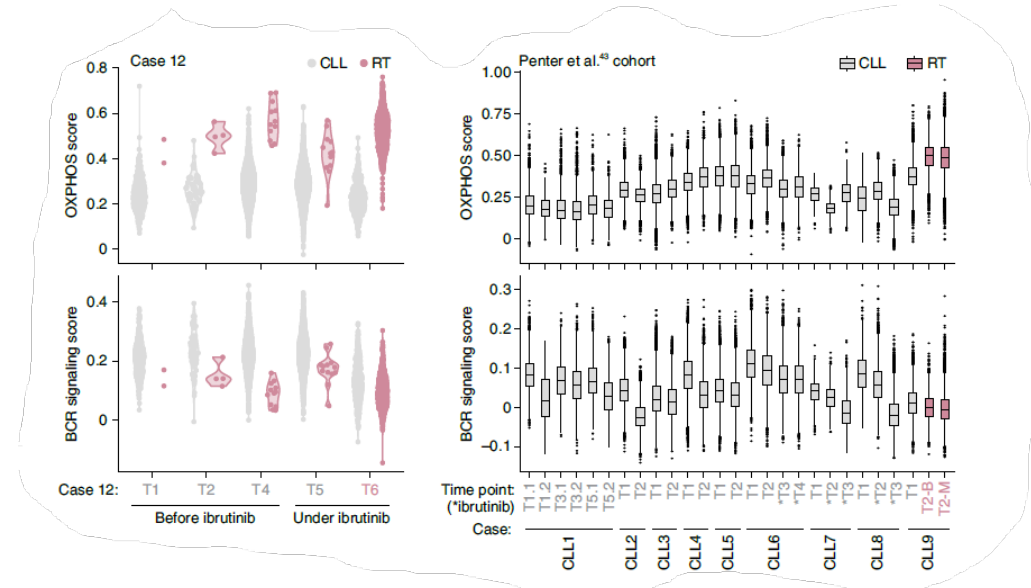 Case 12
CLL RT
OXPHOS score
0.8
0.6
0.4
0.2
0
BCR signaling score
0.4
0.2
0
Case 12: T1 T2 T4 T5 T6
Before ibrutinib Under ibrutinib
Penter et al.43 cohort
CLL RT
OXPHOS score
1.00
0.75
0.50
0.25
0
BCR signaling score
0.3
0.2
0.1
0
–0.1
Time point: T1.1 T1.2 T3.1 T3.2 T5.1 T5.2 T1 T2 T1 T2 T1 T2 T1 T2 T1 T2 *T3 *T4 T1 *T2 *T3 T1 *T2 *T3 T1 T2-B T2-M
(*ibrutinib)
Case: CLL1 CLL2 CLL3 CLL4 CLL5 CLL6 CLL7 CLL8 CLL9